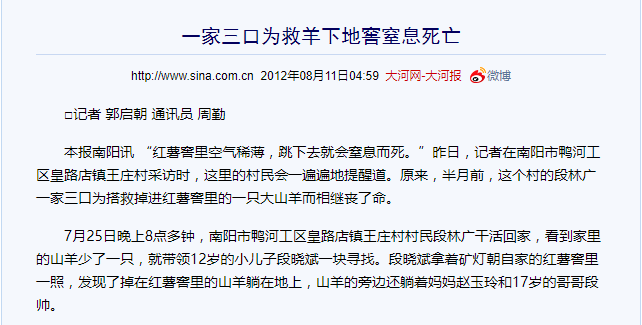 一家三口为救羊下地窖窒息死亡
http://www.sina.com.cn 2012年08月11日04:59 大河网-大河报 微博
□记者 郭启朝 通讯员 周勤
本报南阳讯 “红薯窖里空气稀薄，跳下去就会窒息而死。”昨日，记者在南阳市鸭河工
区皇路店镇王庄村采访时，这里的村民会一遍遍地提醒道。原来，半月前，这个村的段林广
一家三口为搭救掉进红薯窖里的一只大山羊而相继丧了命。
7月25日晚上8点多钟，南阳市鸭河工区皇路店镇王庄村村民段林广干活回家，看到家里
的山羊少了一只，就带领12岁的小儿子段晓斌一块寻找。段晓斌拿着矿灯朝自家的红薯窖里
一照，发现了掉在红薯窖里的山羊躺在地上，山羊的旁边还躺着妈妈赵玉玲和17岁的哥哥段
帅。